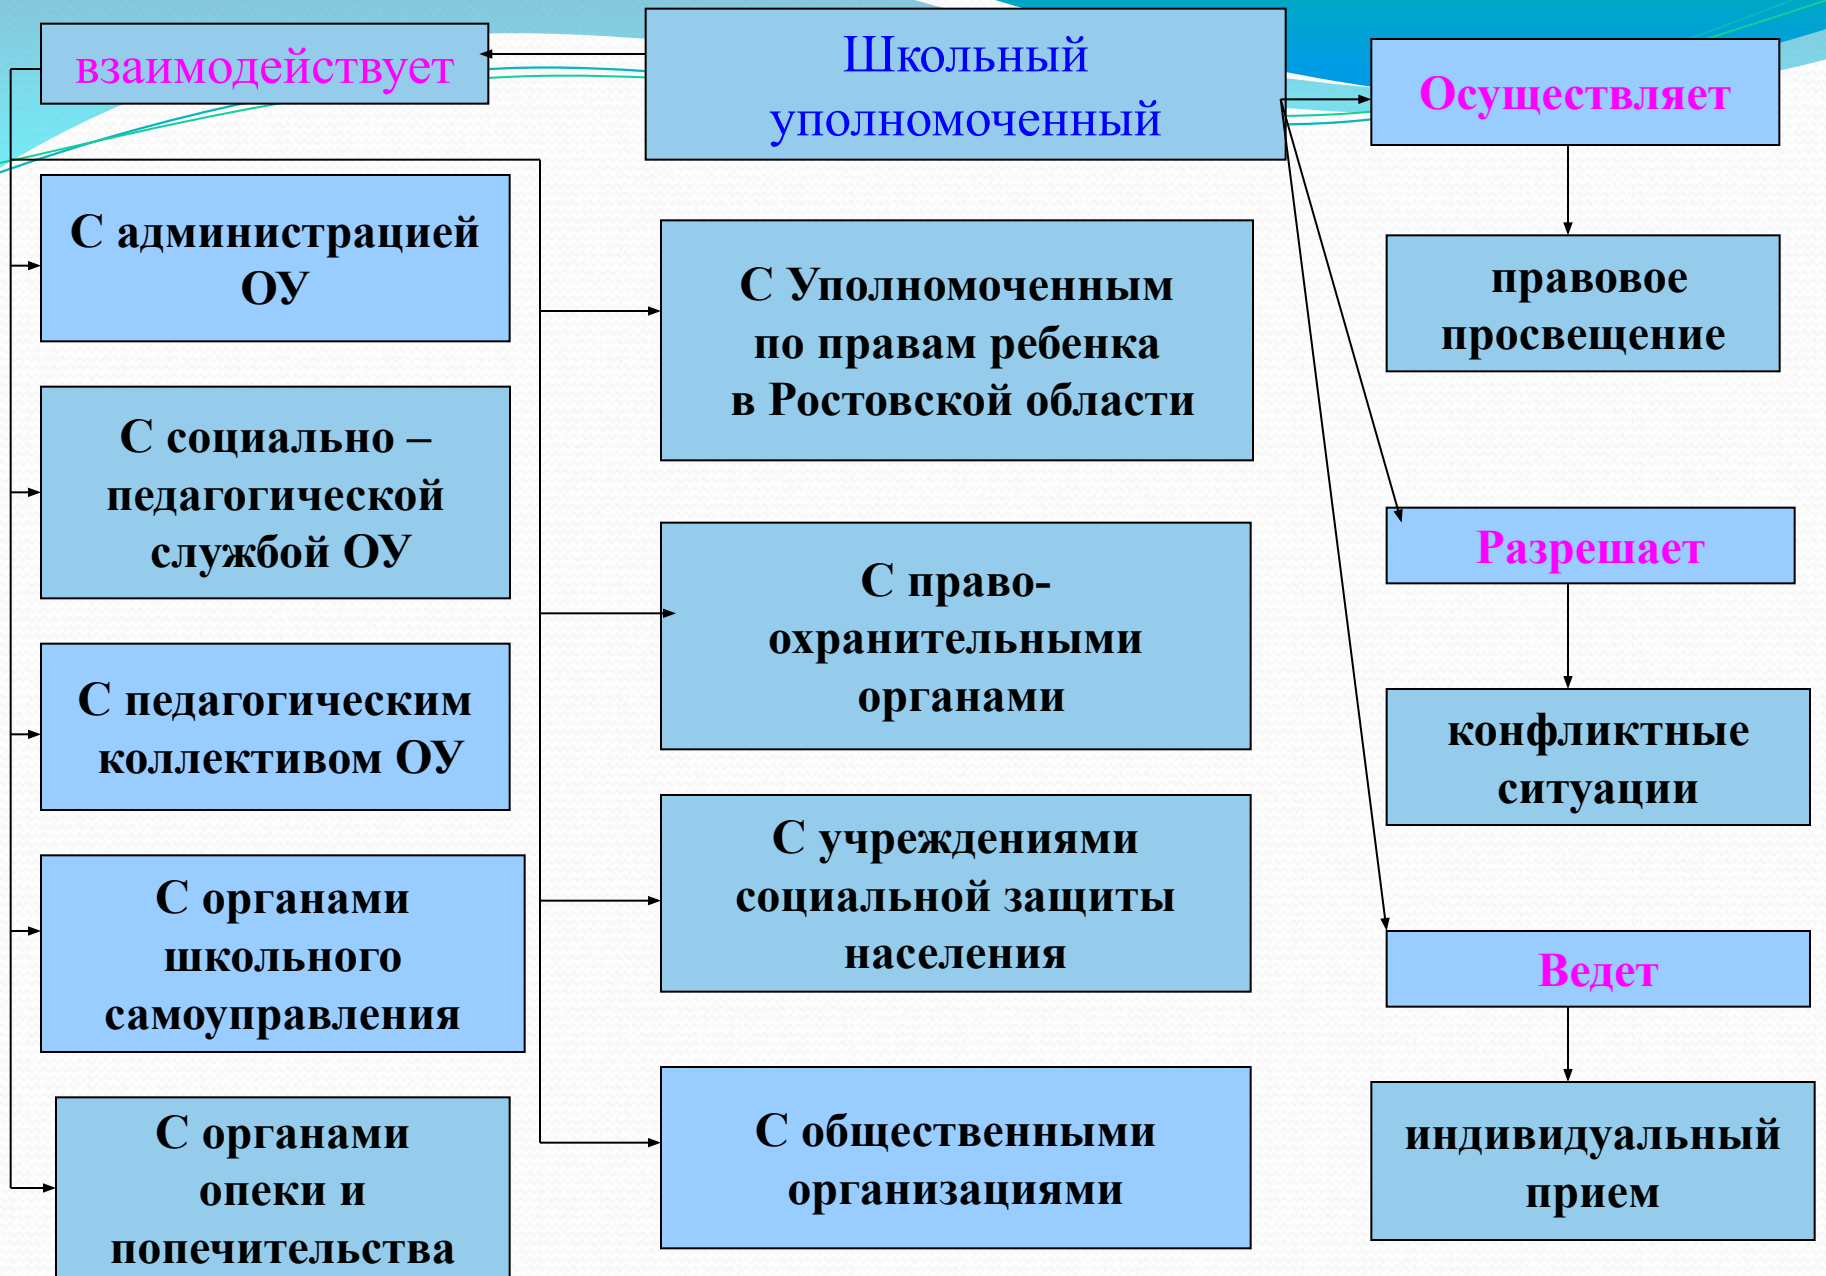 взаимодействует
Школьный
уполномоченный
Осуществляет
С администрацией
ОУ
С социально –
педагогической
службой ОУ
С педагогическим
коллективом ОУ
С органами
школьного
самоуправления
С органами
опеки и
попечительства
С Уполномоченным
по правам ребенка
в Ростовской области
С право-
охранительными
органами
С учреждениями
социальной защиты
населения
С общественными
организациями
правовое
просвещение
Разрешает
конфликтные
ситуации
Ведет
индивидуальный
прием